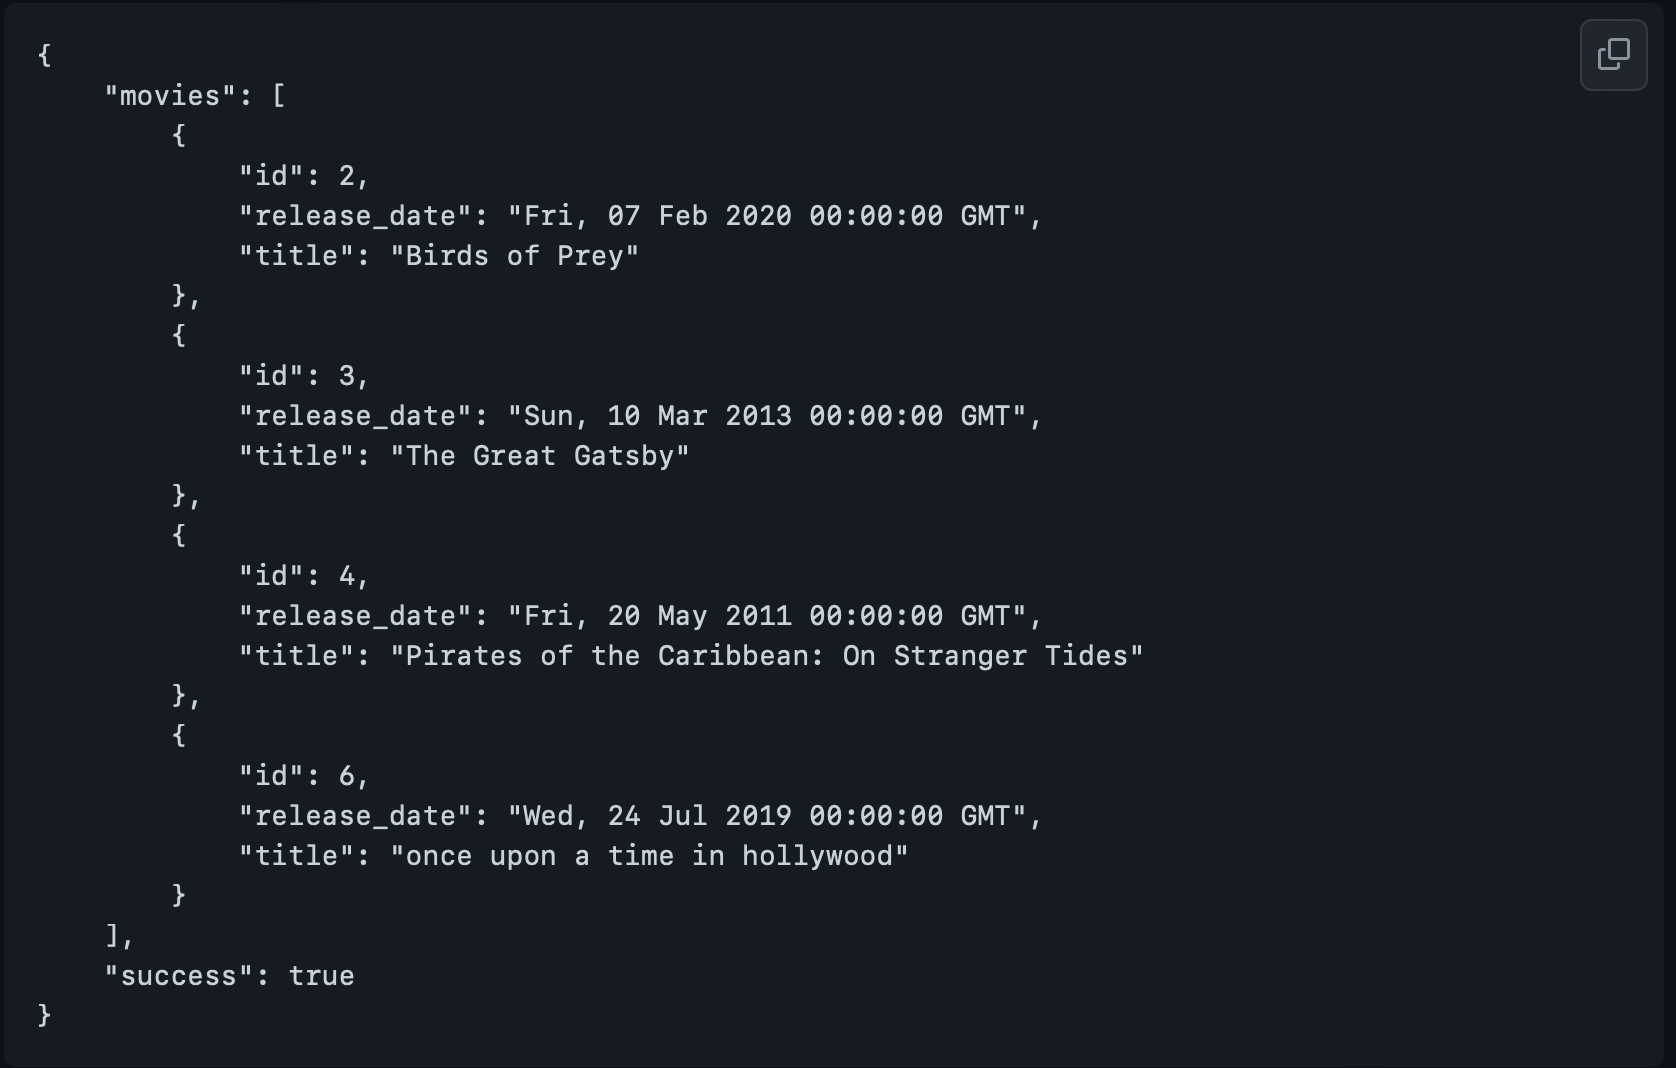 {
    "movies": [
        {
            "id": 2,
            "release_date": "Fri, 07 Feb 2020 00:00:00 GMT",
            "title": "Birds of Prey"
        },
        {
            "id": 3,
            "release_date": "Sun, 10 Mar 2013 00:00:00 GMT",
            "title": "The Great Gatsby"
        },
        {
            "id": 4,
            "release_date": "Fri, 20 May 2011 00:00:00 GMT",
            "title": "Pirates of the Caribbean: On Stranger Tides"
        },
        {
            "id": 6,
            "release_date": "Wed, 24 Jul 2019 00:00:00 GMT",
            "title": "once upon a time in hollywood"
        }
    ],
    "success": true
}